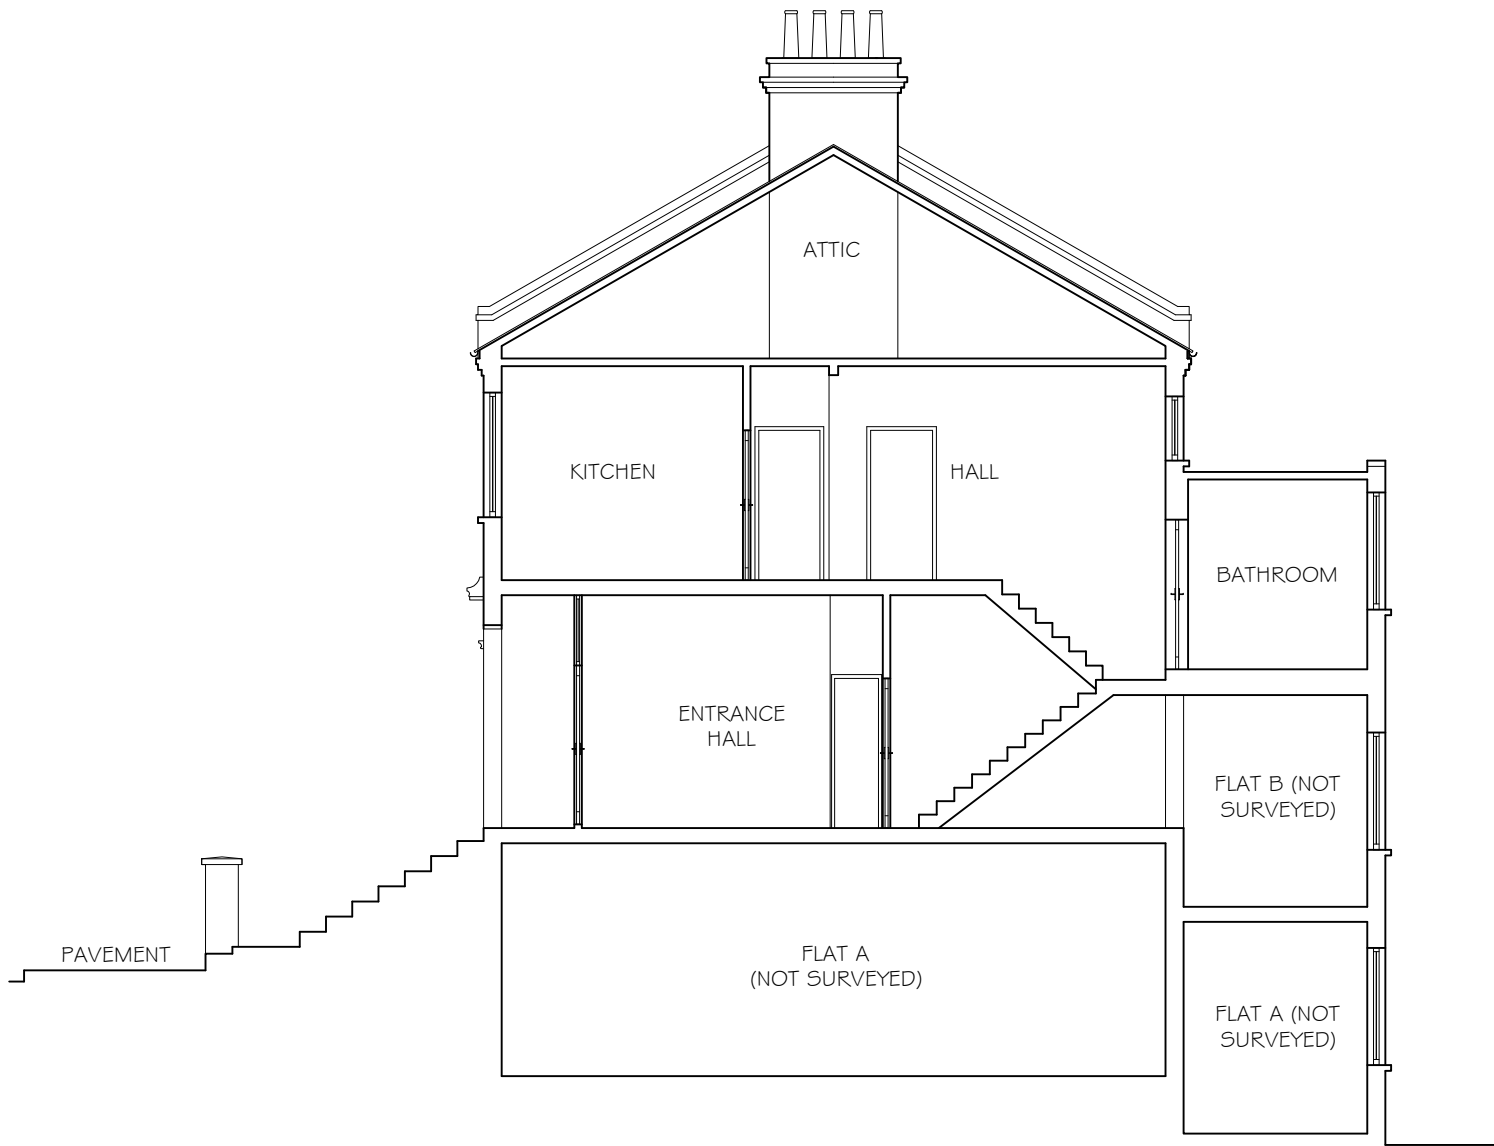 ATTIC
KITCHEN
HALL
BATHROOM
ENTRANCE
HALL
FLAT B (NOT
SURVEYED)
PAVEMENT
FLAT A
(NOT SURVEYED)
FLAT A (NOT
SURVEYED)